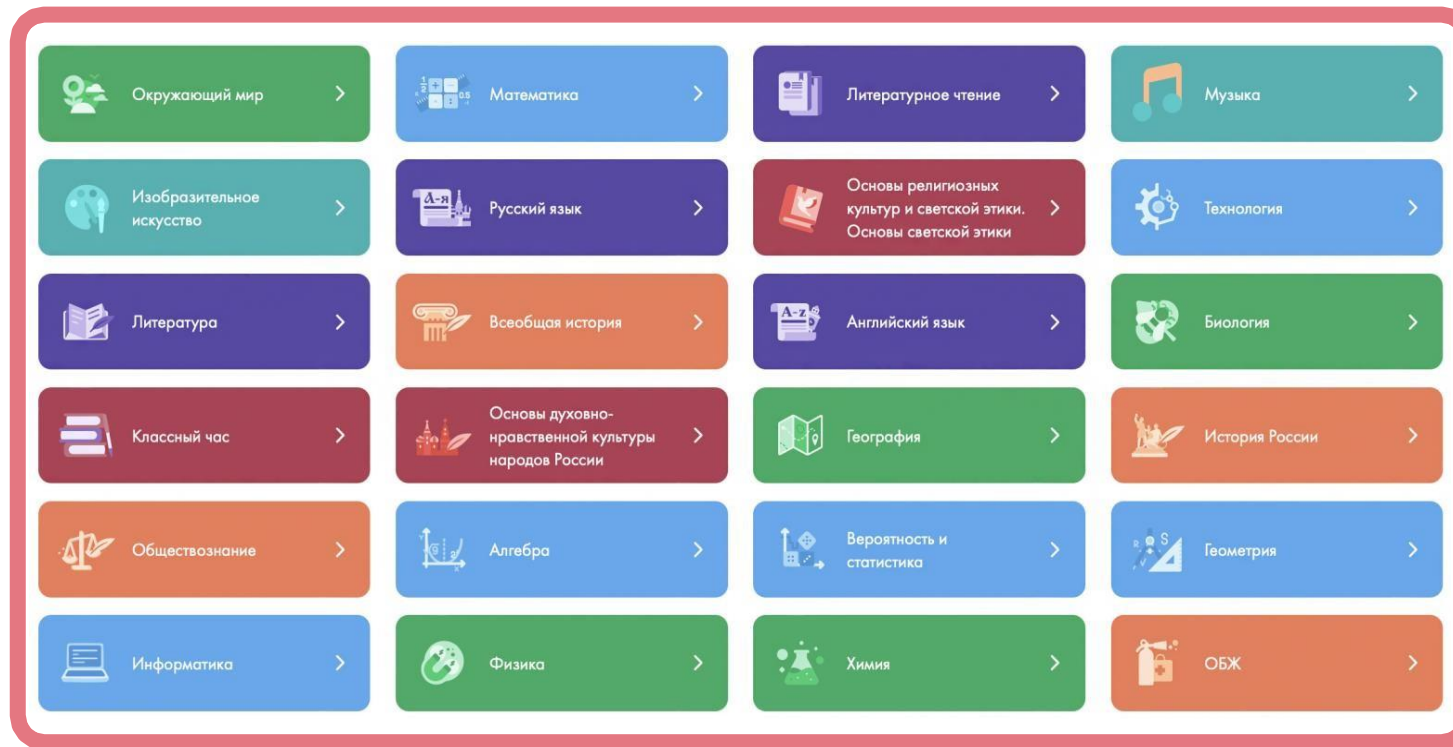 Окружающий мир
Математика
Литературное чтение
Музыка
Изобразительное
искусство
А-я
Русский язык
Основы религиозных
культур и светской этики.
Основы светской этики
Технология
Литература
Всеобщая история
A-z
Английский язык
Биология
Классный час
Основы духовно-
нравственной культуры
народов России
География
История России
Обществознание
Алгебра
Вероятность и
статистика
R S
Геометрия
Информатика
Физика
Химия
ОБЖ